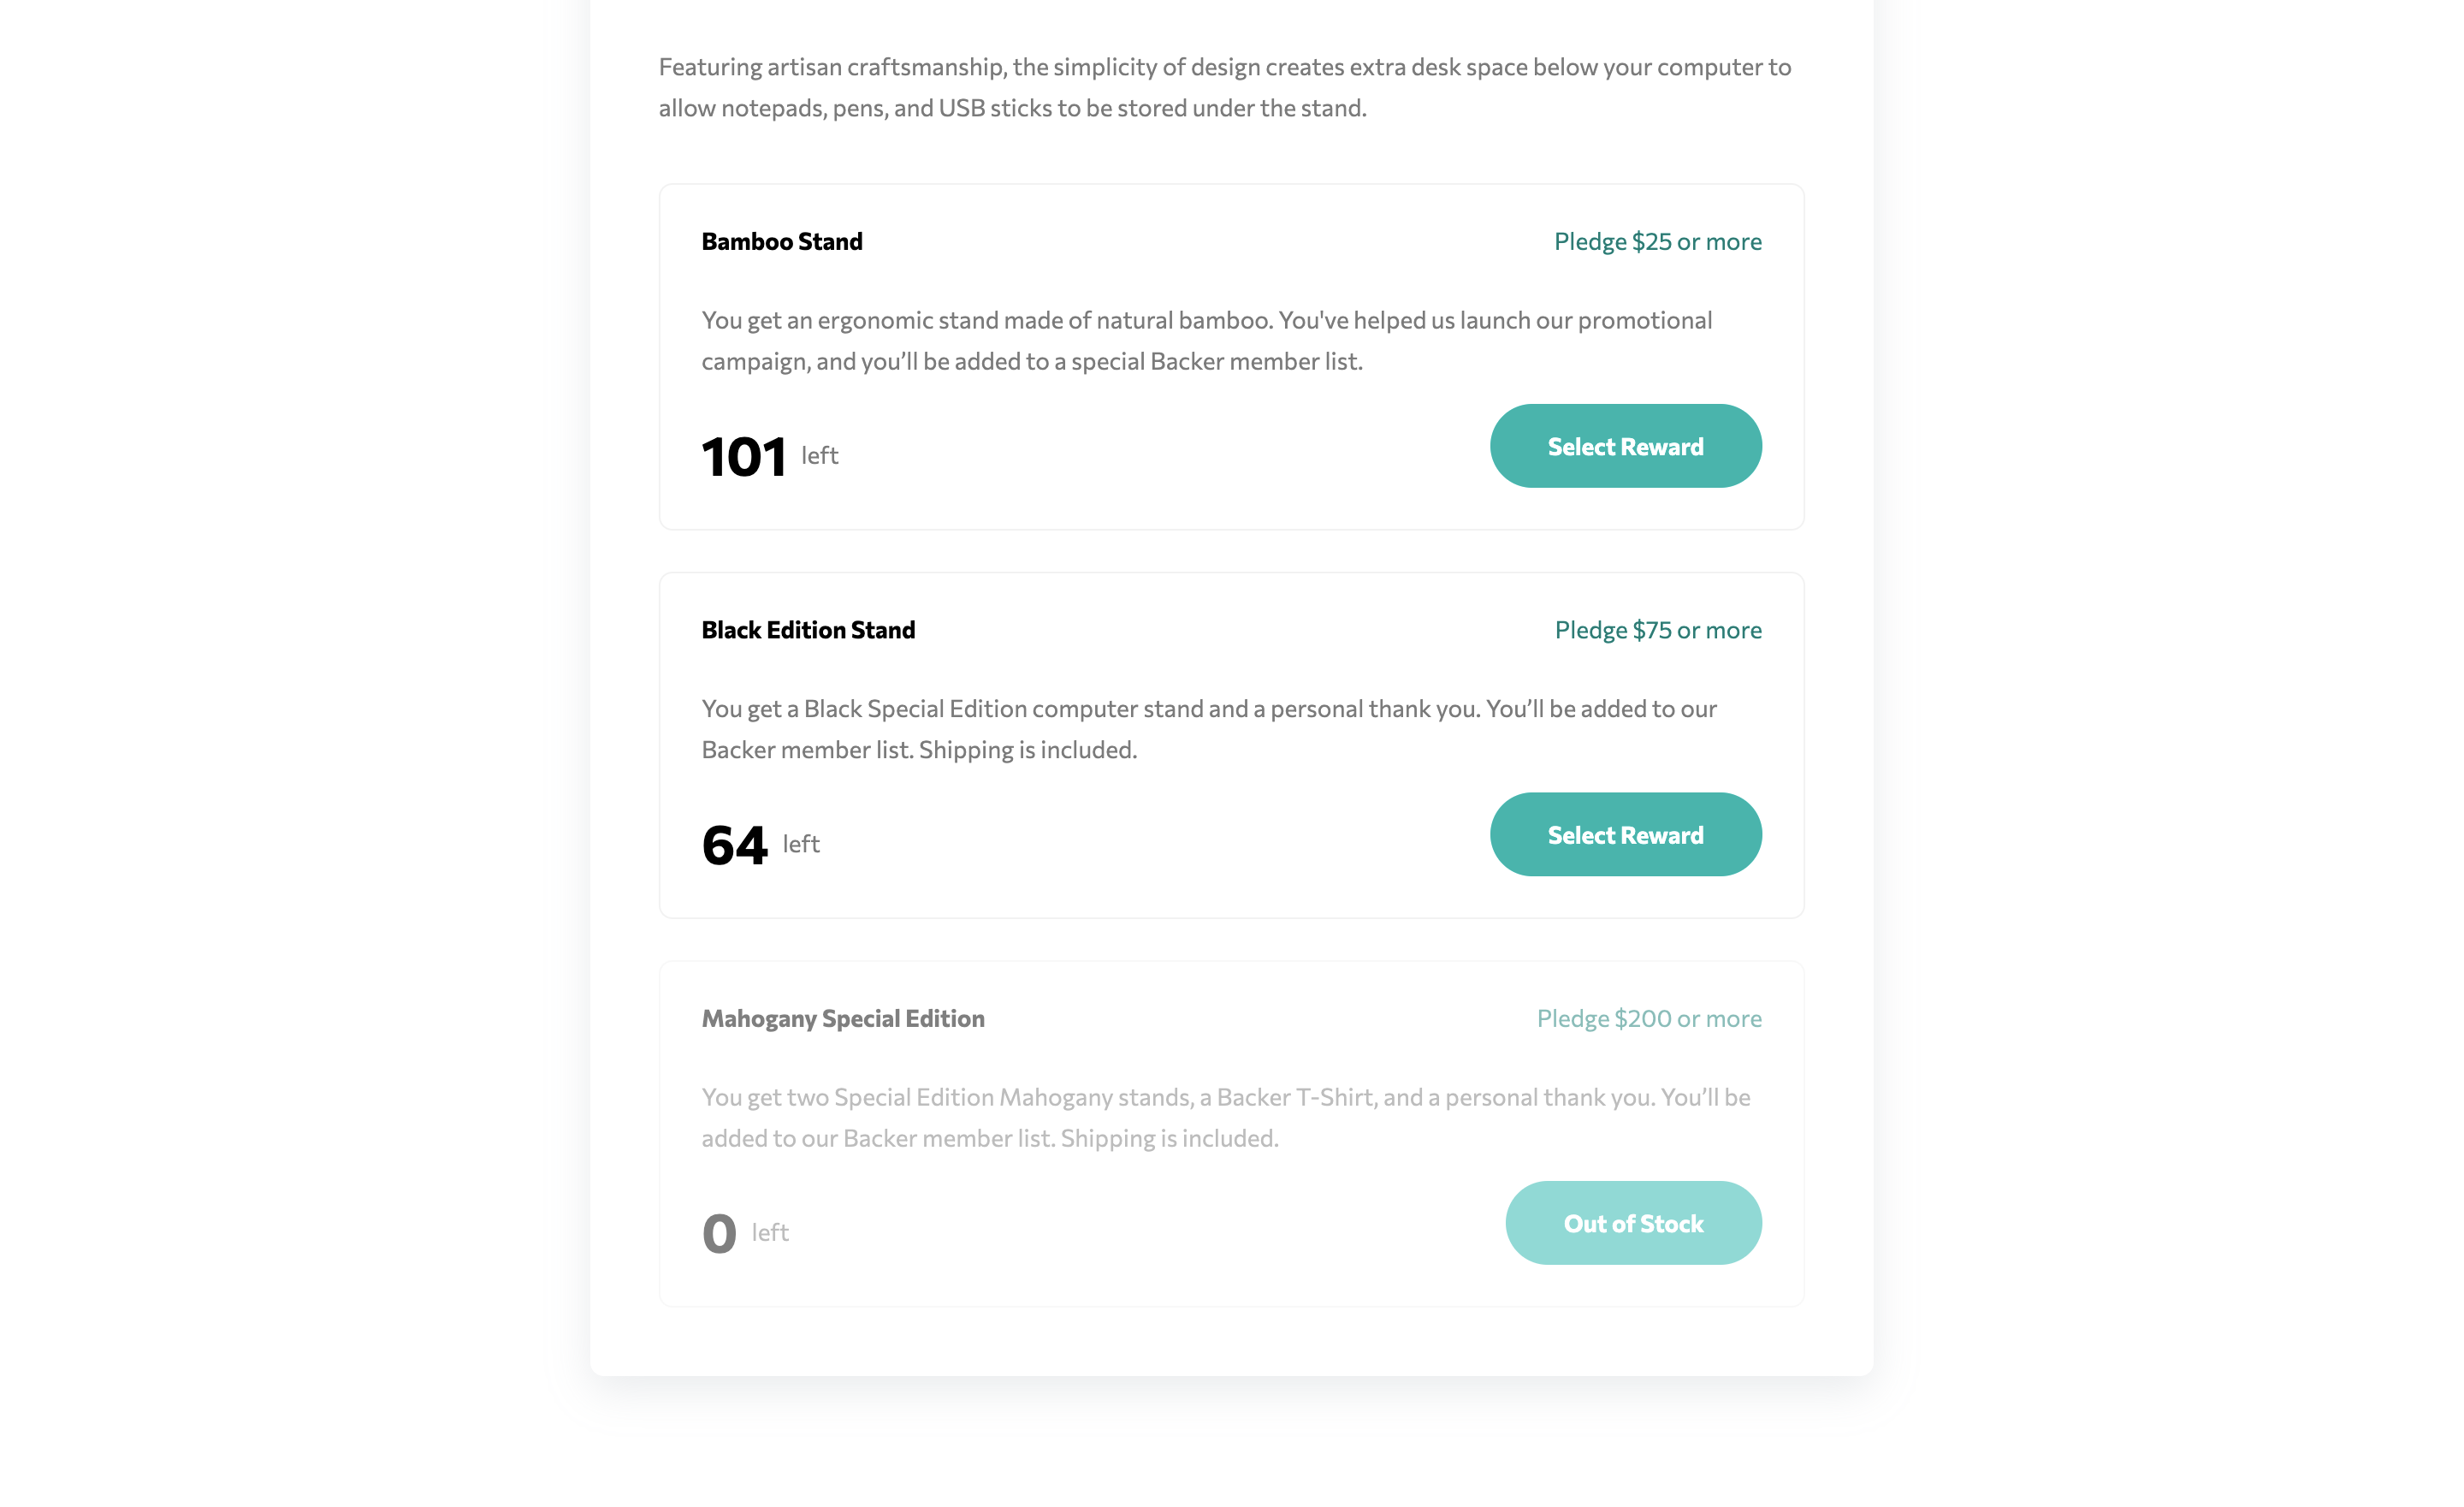 Featuring artisan craftsmanship, the simplicity of design creates extra desk space below your computer to
allow notepads, pens, and USB sticks to be stored under the stand.
Bamboo Stand
Pledge $25 or more
You get an ergonomic stand made of natural bamboo. You've helped us launch our promotional
campaign, and you’ll be added to a special Backer member list.
101 left
Select Reward
Black Edition Stand
Pledge $75 or more
You get a Black Special Edition computer stand and a personal thank you. You’ll be added to our
Backer member list. Shipping is included.
64 left
Select Reward
Mahogany Special Edition
Pledge $200 or more
You get two Special Edition Mahogany stands, a Backer T-Shirt, and a personal thank you. You’ll be
added to our Backer member list. Shipping is included.
0 left
Out of Stock